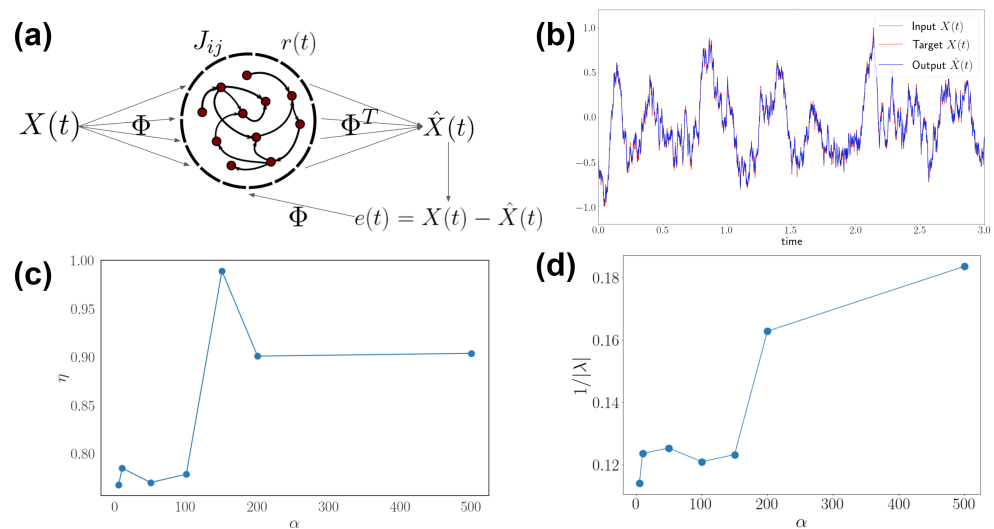 (a)
J_{ij}
r(t)
X(t)
Φ
Φ^T
X̂(t)
Φ
e(t) = X(t) − X̂(t)
(b)
1.0
0.5
0.0
−0.5
−1.0
Input X(t)
Target X(t)
Output X̂(t)
0.0 0.5 1.0 1.5 2.0 2.5 3.0
time
(c)
1.00
0.95
0.90
0.85
0.80
η
0 100 200 300 400 500
α
(d)
0.18
0.16
0.14
0.12
1/|λ|
0 100 200 300 400 500
α